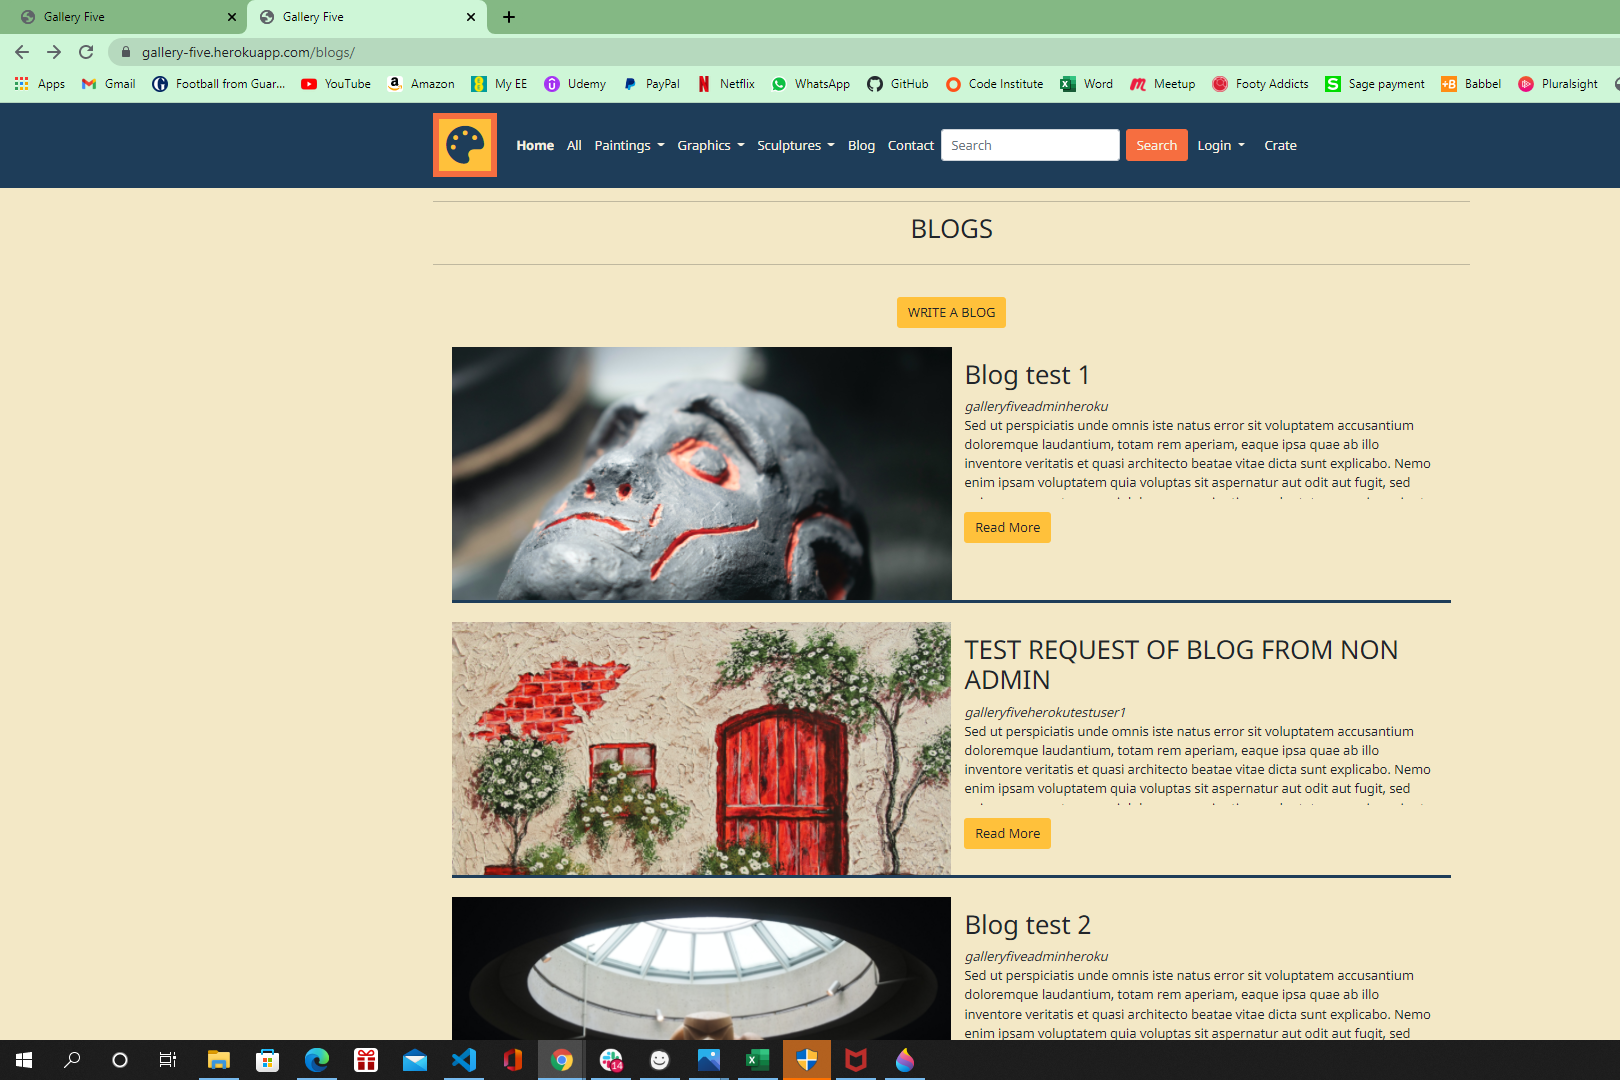 Gallery Five
Gallery Five
gallery-five.herokuapp.com/blogs/
Apps Gmail Football from Guar... YouTube Amazon My EE Udemy PayPal Netflix WhatsApp GitHub Code Institute Word Meetup Footy Addicts Sage payment Babbel Pluralsight
Home All Paintings Graphics Sculptures Blog Contact Search Search Login Crate
BLOGS
WRITE A BLOG
Blog test 1
galleryfiveadminheroku
Sed ut perspiciatis unde omnis iste natus error sit voluptatem accusantium
doloremque laudantium, totam rem aperiam, eaque ipsa quae ab illo
inventore veritatis et quasi architecto beatae vitae dicta sunt explicabo. Nemo
enim ipsam voluptatem quia voluptas sit aspernatur aut odit aut fugit, sed
Read More
TEST REQUEST OF BLOG FROM NON
ADMIN
galleryfiveherokutestuser1
Sed ut perspiciatis unde omnis iste natus error sit voluptatem accusantium
doloremque laudantium, totam rem aperiam, eaque ipsa quae ab illo
inventore veritatis et quasi architecto beatae vitae dicta sunt explicabo. Nemo
enim ipsam voluptatem quia voluptas sit aspernatur aut odit aut fugit, sed
Read More
Blog test 2
galleryfiveadminheroku
Sed ut perspiciatis unde omnis iste natus error sit voluptatem accusantium
doloremque laudantium, totam rem aperiam, eaque ipsa quae ab illo
inventore veritatis et quasi architecto beatae vitae dicta sunt explicabo. Nemo
enim ipsam voluptatem quia voluptas sit aspernatur aut odit aut fugit, sed
14